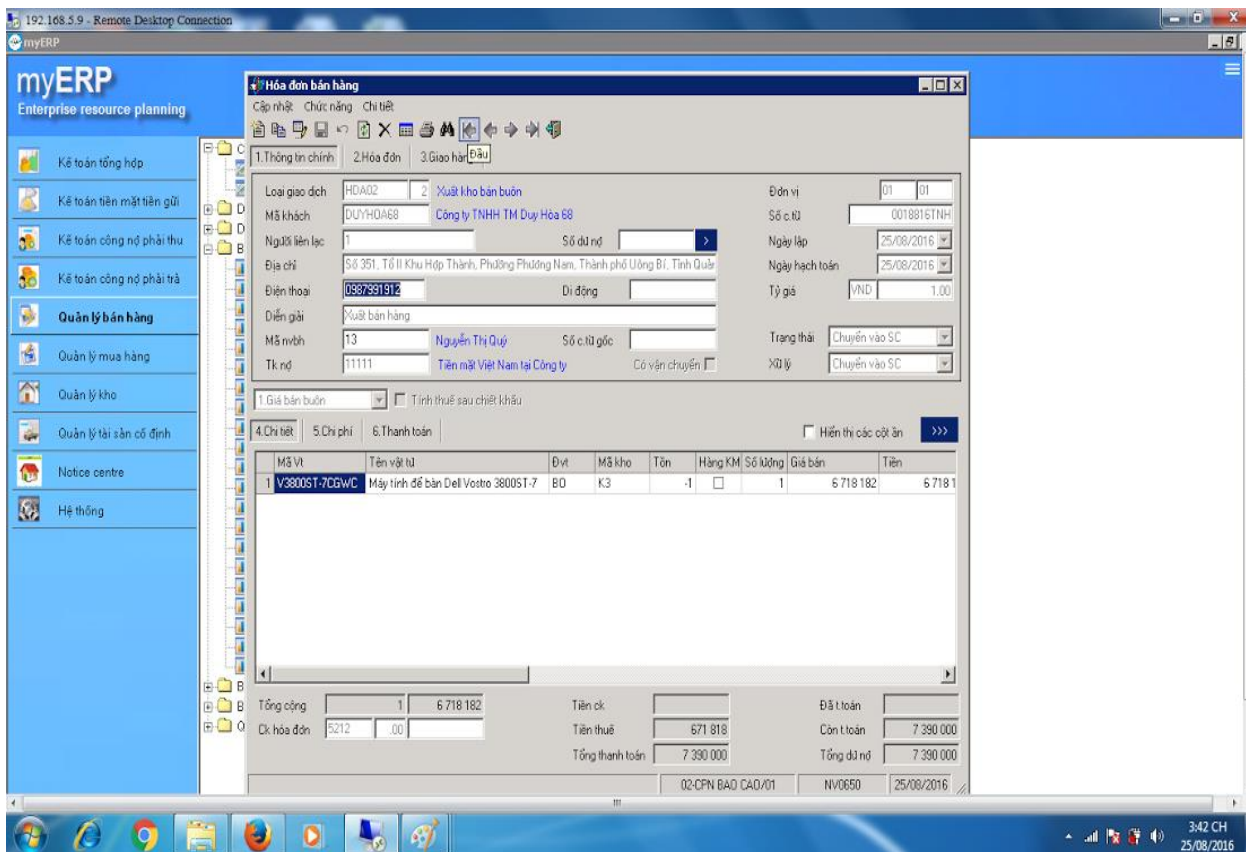 192.168.5.9 - Remote Desktop Connection
myERP
myERP
Enterprise resource planning
Kế toán tổng hợp
Kế toán tiền mặt tiền gửi
Kế toán công nợ phải thu
Kế toán công nợ phải trả
Quản lý bán hàng
Quản lý mua hàng
Quản lý kho
Quản lý tài sản cố định
Notice centre
Hệ thống
C
D
D
B
B
B
Hóa đơn bán hàng
Cập nhật Chức năng Chi tiết
1.Thông tin chính 2.Hóa đơn 3.Giao hàn
Đầu
Loại giao dịch HDA02 2 Xuất kho bán buôn Đơn vị 01 01
Mã khách DUYHOA68 Công ty TNHH TM Duy Hòa 68 Số c.từ 0018816TNH
Người liên lạc 1 Số dư nợ > Ngày lập 25/08/2016
Địa chỉ Số 351, Tổ II Khu Hợp Thành, Phường Phương Nam, Thành phố Uông Bí, Tỉnh Quản Ngày hạch toán 25/08/2016
Điện thoại 0987991912 Di động Tỷ giá VND 1.00
Diễn giải Xuất bán hàng
Mã nvbh 13 Nguyễn Thị Quý Số c.từ gốc Trạng thái Chuyển vào SC
Tk nợ 11111 Tiền mặt Việt Nam tại Công ty Có vận chuyển Xử lý Chuyển vào SC
1.Giá bán buôn Tính thuế sau chiết khấu
4.Chi tiết 5.Chi phí 6.Thanh toán Hiển thị các cột ẩn >>>
Mã Vt Tên vật tư Đvt Mã kho Tồn Hàng KM Số lượng Giá bán Tiền
1 V3800ST-7CGWC Máy tính để bàn Dell Vostro 3800ST-7 BO K3 -1 1 6 718 182 6 718 1
Tổng cộng 1 6 718 182 Tiền ck Đã t.toán
Ck hóa đơn 5212 .00 Tiền thuế 671 818 Còn t.toán 7 390 000
Tổng thanh toán 7 390 000 Tổng dư nợ 7 390 000
02-CPN BAO CAO/01 NV0650 25/08/2016
3:42 CH
25/08/2016